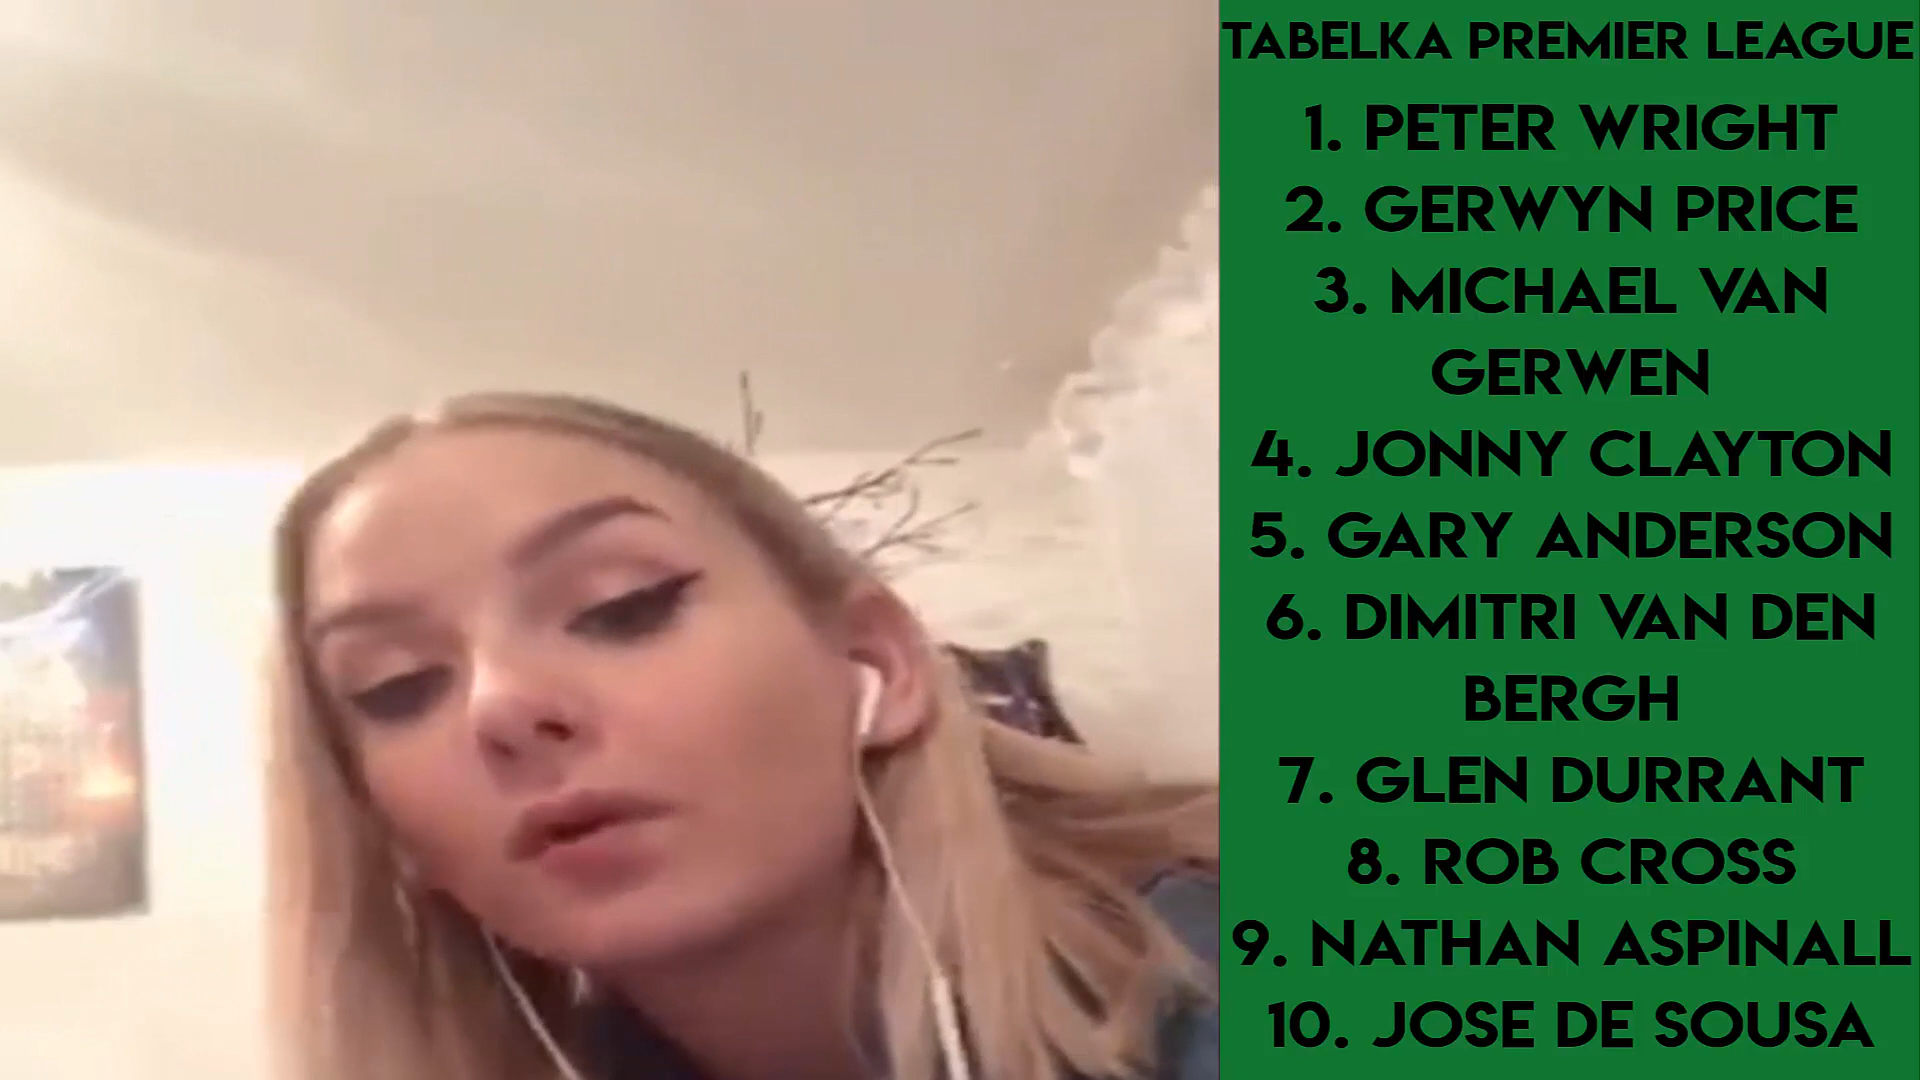 TABELKA PREMIER LEAGUE
1. PETER WRIGHT
2. GERWYN PRICE
3. MICHAEL VAN
GERWEN
4. JONNY CLAYTON
5. GARY ANDERSON
6. DIMITRI VAN DEN
BERGH
7. GLEN DURRANT
8. ROB CROSS
9. NATHAN ASPINALL
10. JOSE DE SOUSA